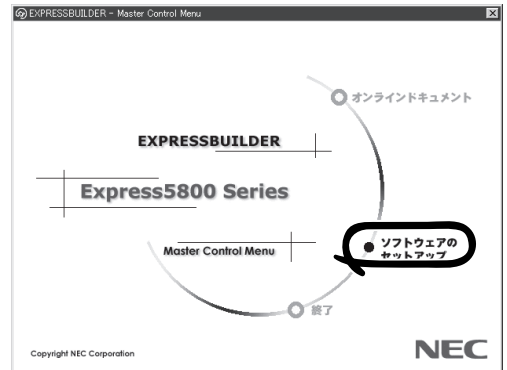 EXPRESSBUILDER - Master Control Menu
オンラインドキュメント
EXPRESSBUILDER
Express5800 Series
ソフトウェアの
セットアップ
Master Control Menu
終了
Copyright NEC Corporation
NEC